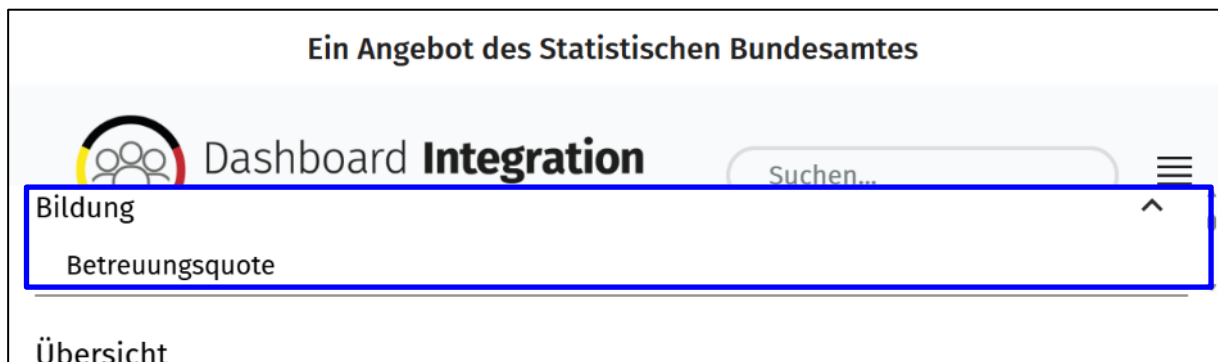 Ein Angebot des Statistischen Bundesamtes
Dashboard Integration
Suchen...
Bildung
Betreuungsquote
Übersicht